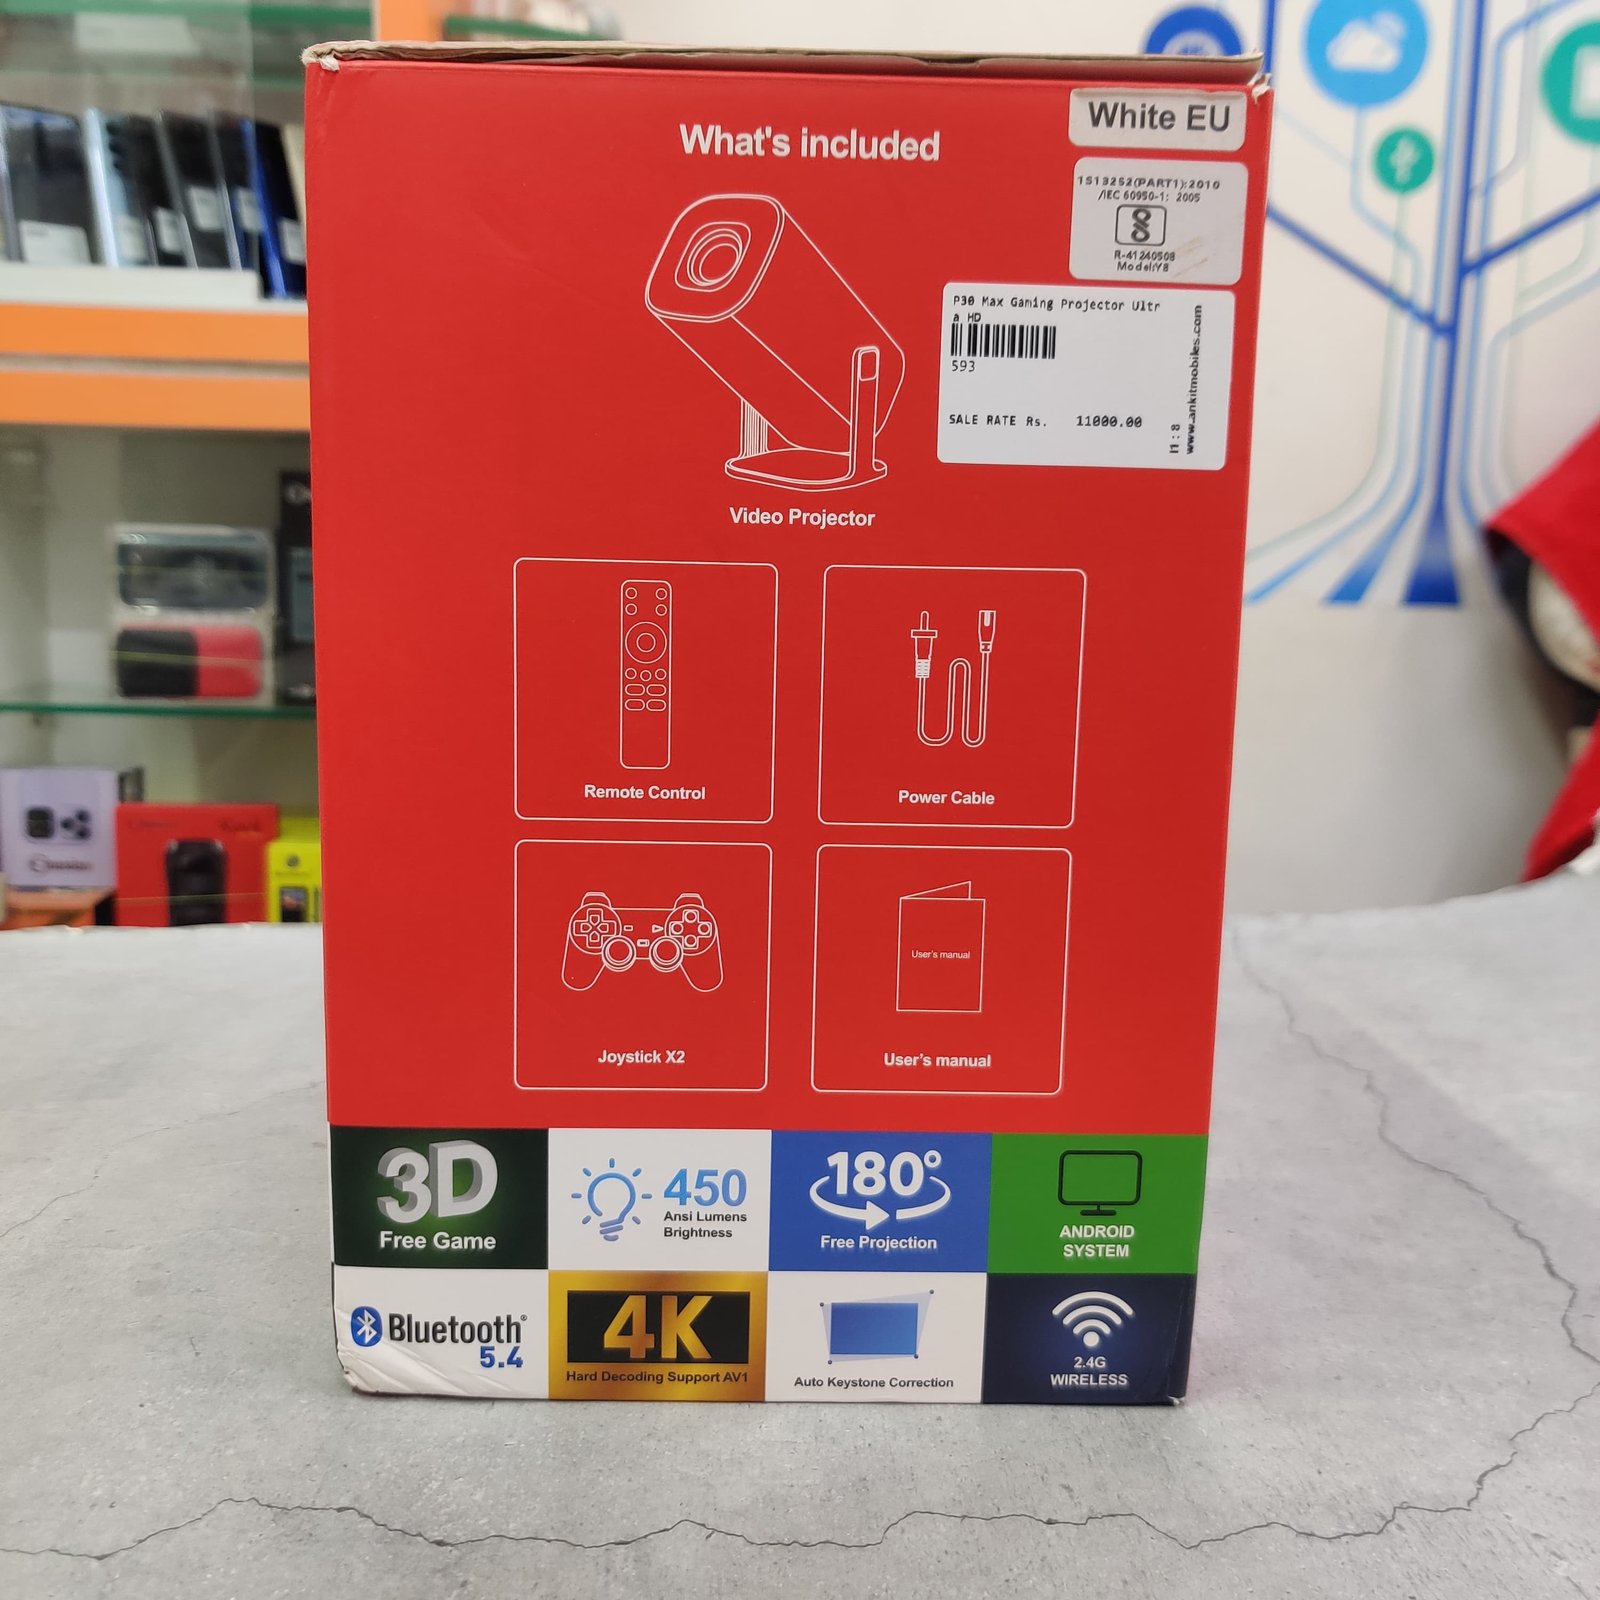 What's included
White EU
IS13252(PART1):2010
/IEC 60950-1: 2005
R-41240508
Model:Y8
P30 Max Gaming Projector Ultr
a HD
593
SALE RATE Rs. 11000.00
I1:8
www.ankitmobiles.com
Video Projector
Remote Control
Power Cable
User's manual
Joystick X2
User's manual
3D
Free Game
450
Ansi Lumens
Brightness
180°
Free Projection
ANDROID
SYSTEM
Bluetooth®
5.4
4K
Hard Decoding Support AV1
Auto Keystone Correction
2.4G
WIRELESS